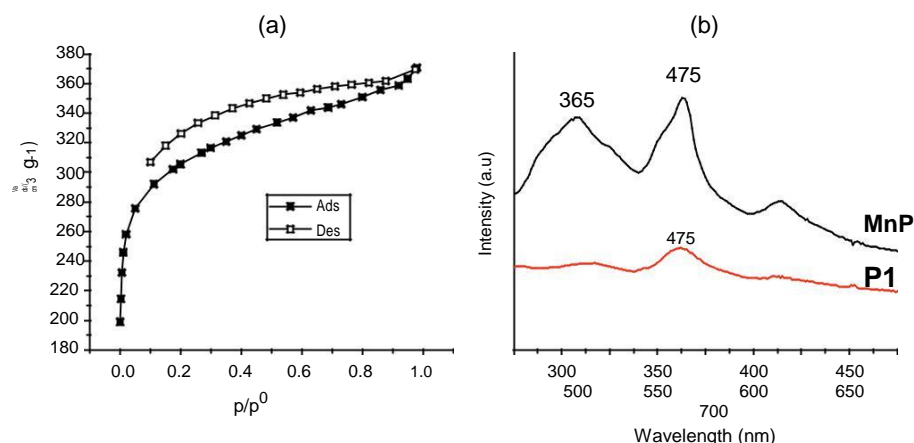 (a)
380
360
340
320
300
280
260
240
220
200
180
g-1)
Ads
Des
0.0 0.2 0.4 0.6 0.8 1.0
p/p0
(b)
365
475
MnP
475
P1
Intensity (a.u)
300 350 400 450
500 550 600 650
700
Wavelength (nm)